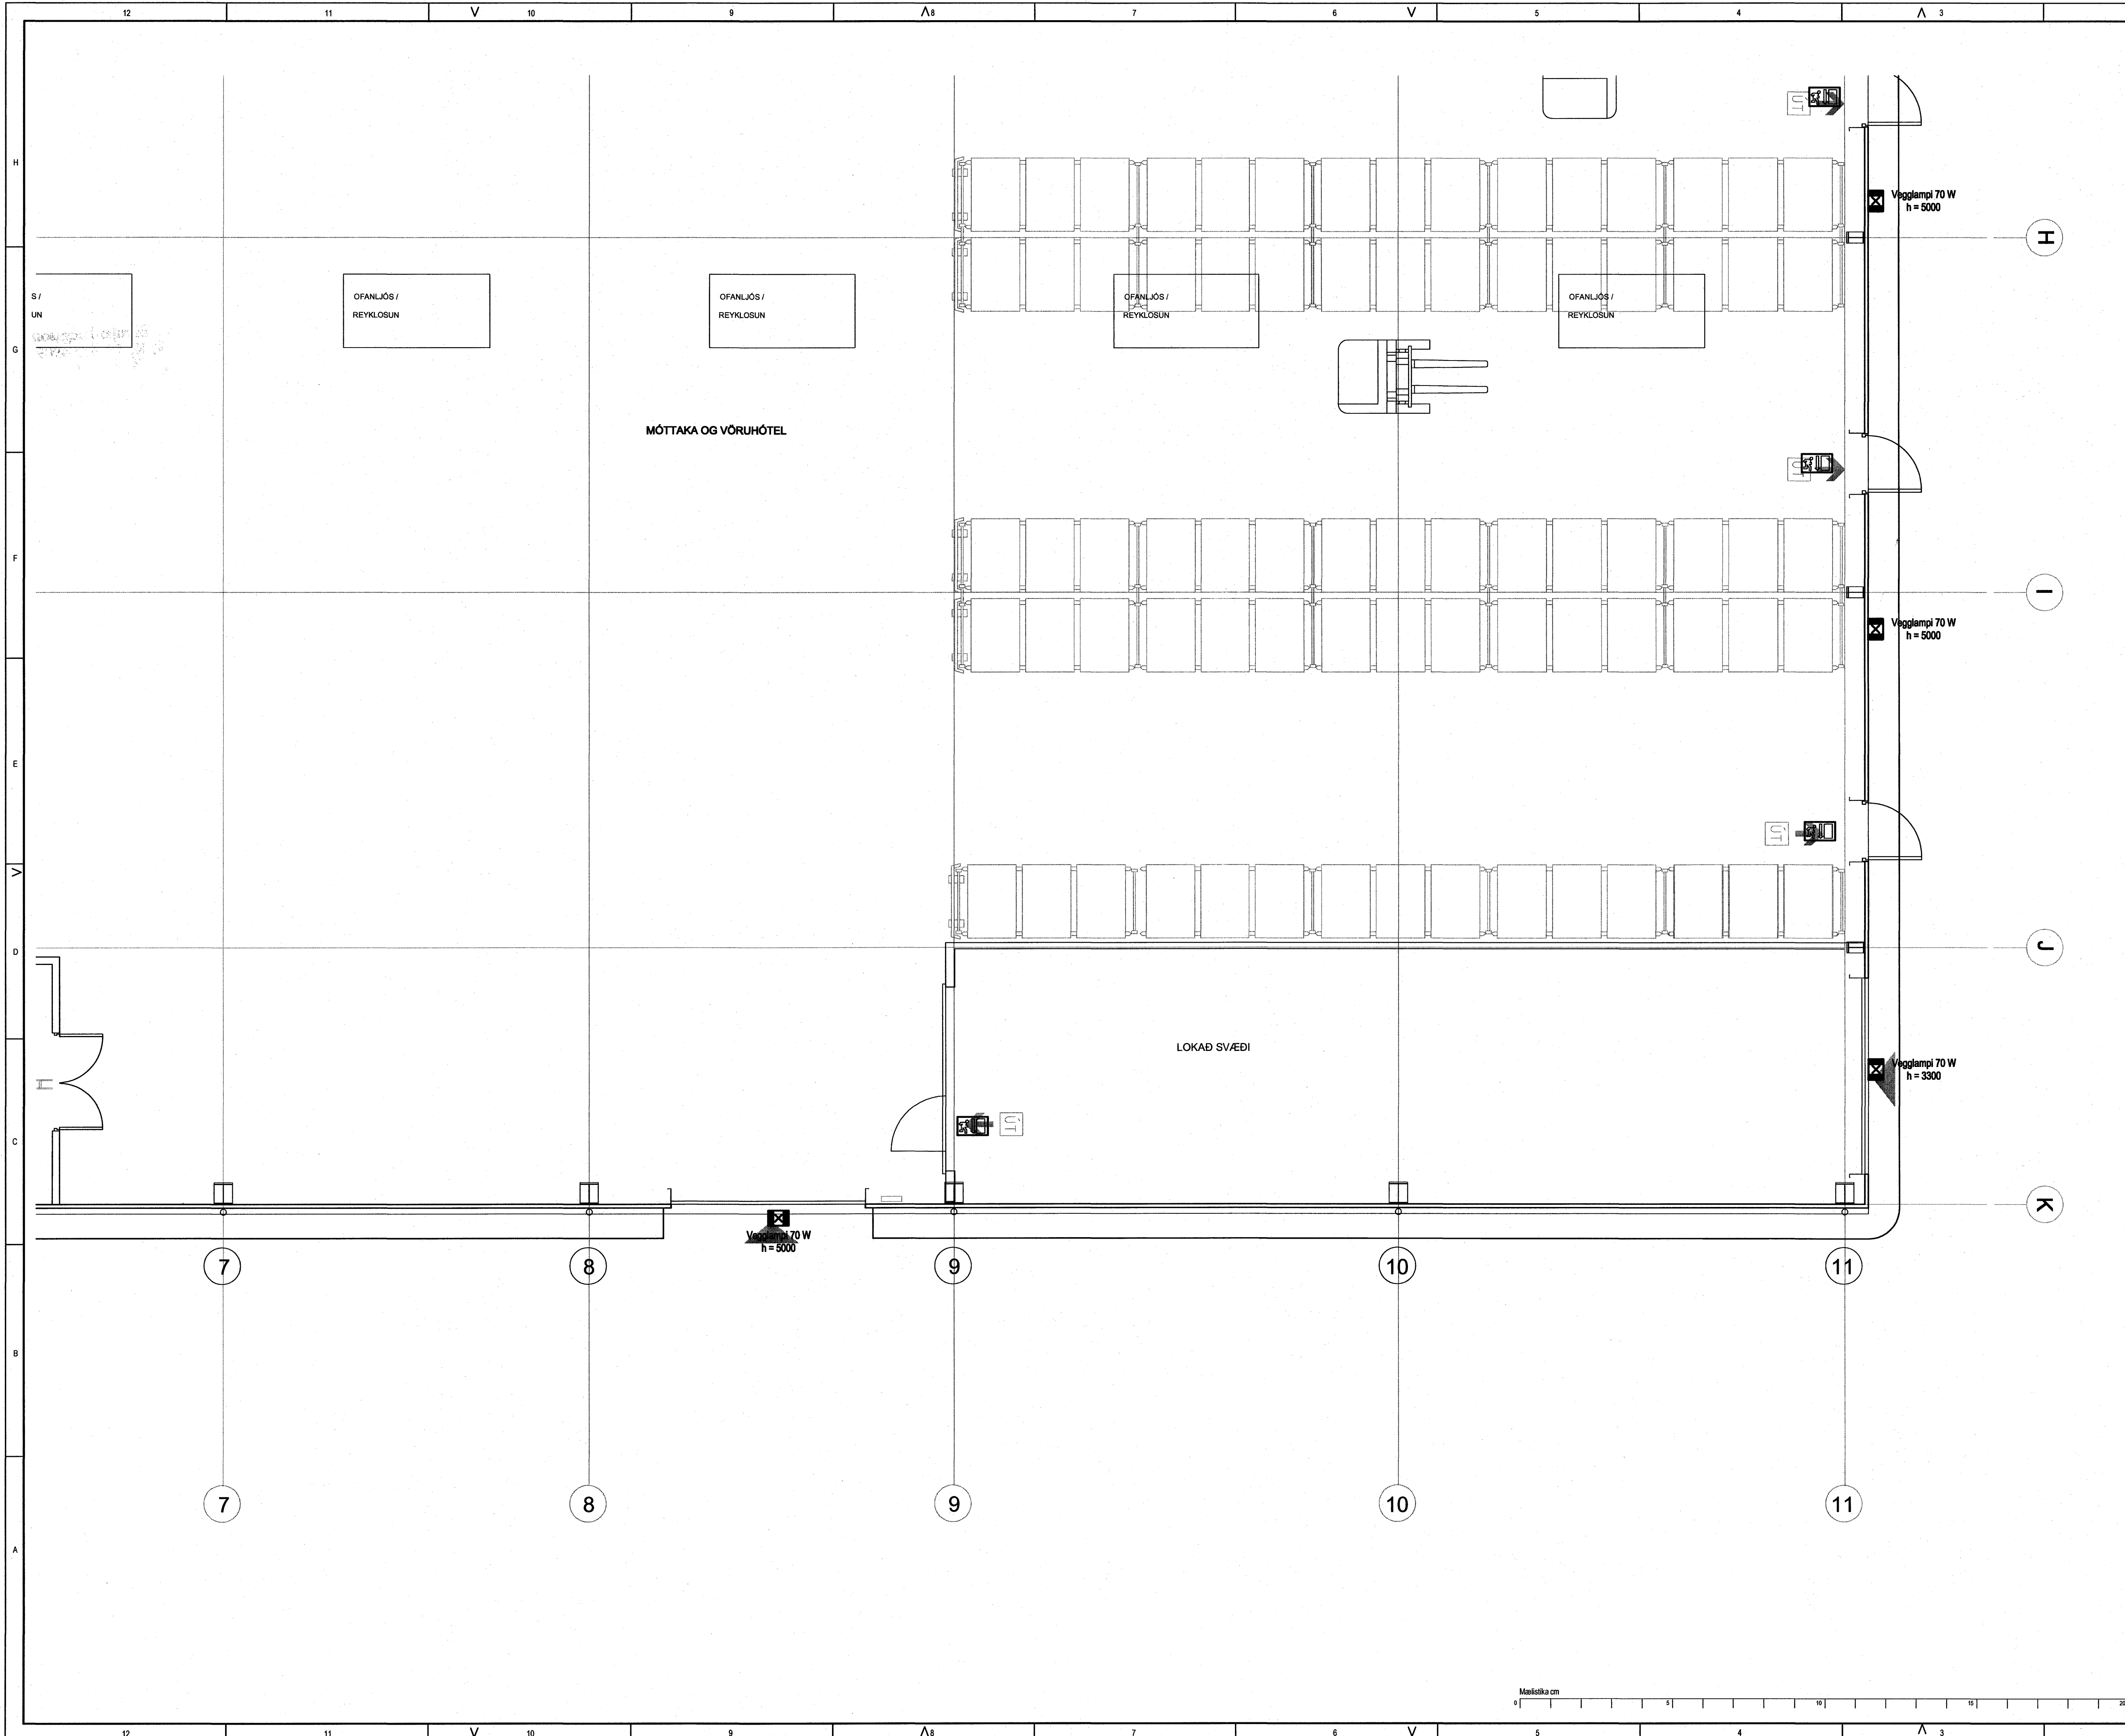 12 11 10 9 8 7 6 5 4 3
H
G
F
E
D
C
B
A
ÚT
Vegglampi 70 W
h = 5000
H
S /
UN
OFANLJÓS /
REYKLOSUN
OFANLJÓS /
REYKLOSUN
OFANLJÓS /
REYKLOSUN
OFANLJÓS /
REYKLOSUN
MÓTTAKA OG VÖRUHÓTEL
ÚT
I
Vegglampi 70 W
h = 5000
ÚT
J
LOKAÐ SVÆÐI
Vegglampi 70 W
h = 3300
H
ÚT
K
Vegglampi 70 W
h = 5000
7 8 9 10 11
7 8 9 10 11
Mælistika cm
0 5 10 15 20
12 11 10 9 8 7 6 5 4 3